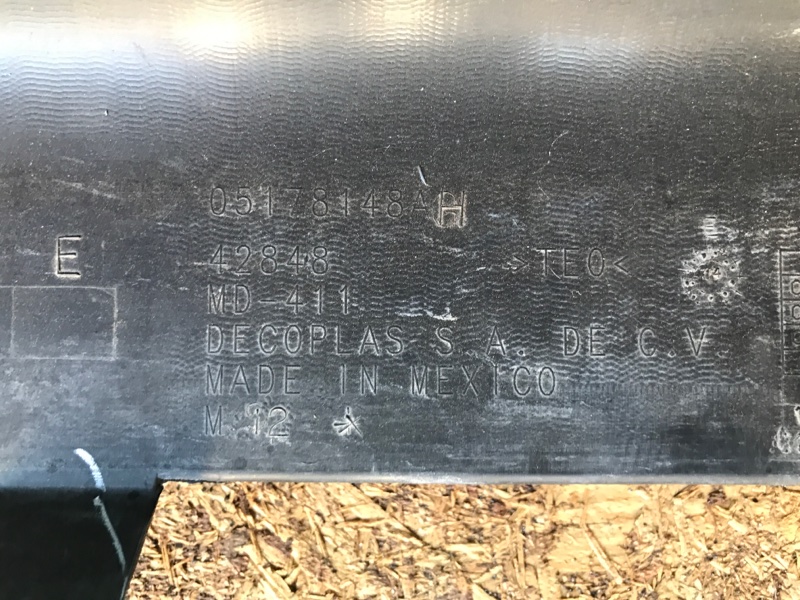 05178148AH
E
42848 >TEO<
MD-411
DECOPLAS S.A. DE C.V.
MADE IN MEXICO
M 12